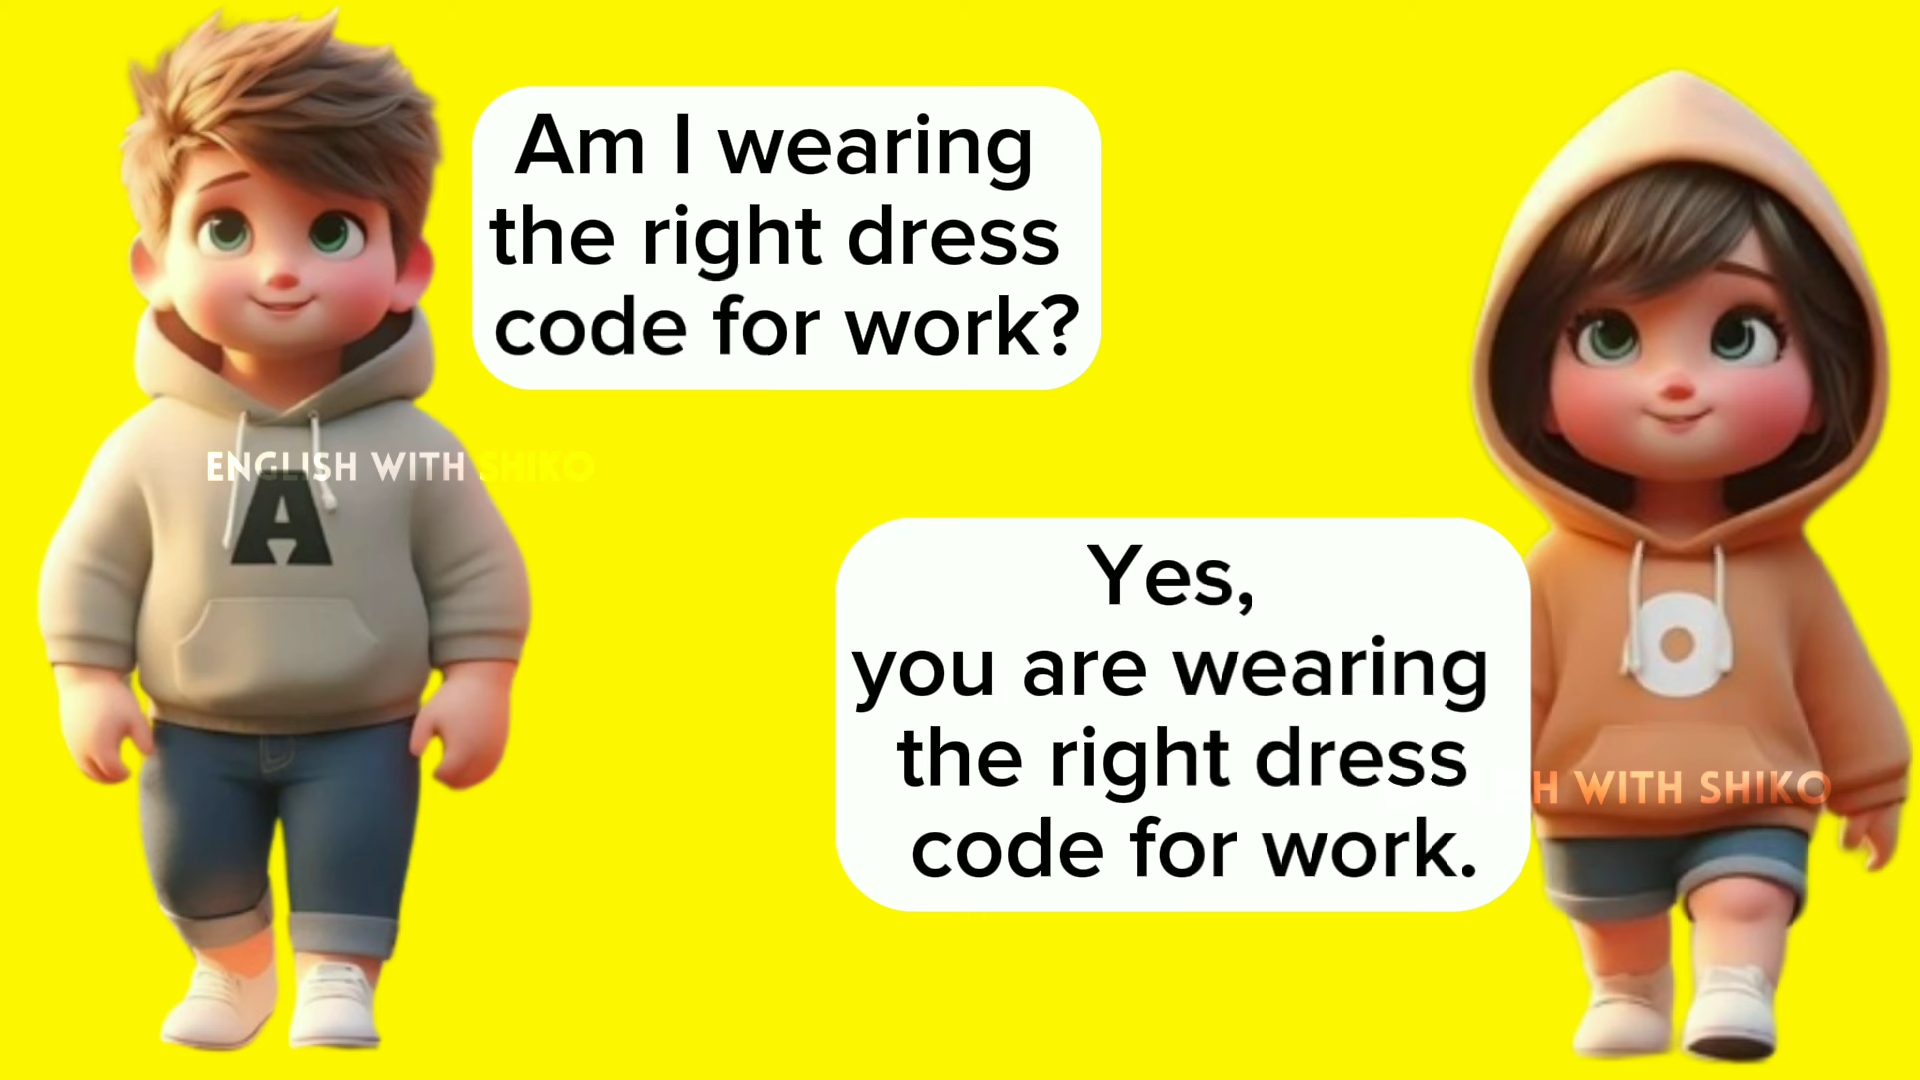 Am I wearing
the right dress
code for work?
ENGLISH WITH SHIKO
A
Yes,
you are wearing
the right dress
code for work.
H WITH SHIKO